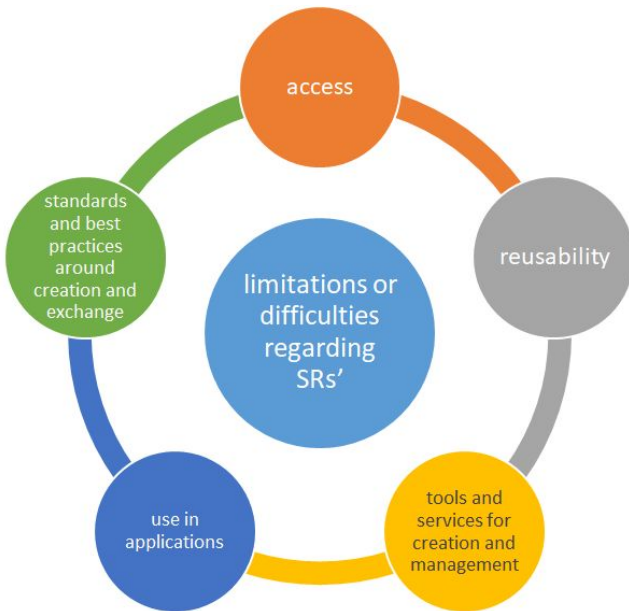 access
reusability
tools and
services for
creation and
management
use in
applications
standards
and best
practices
around
creation and
exchange
limitations or
difficulties
regarding
SRs’